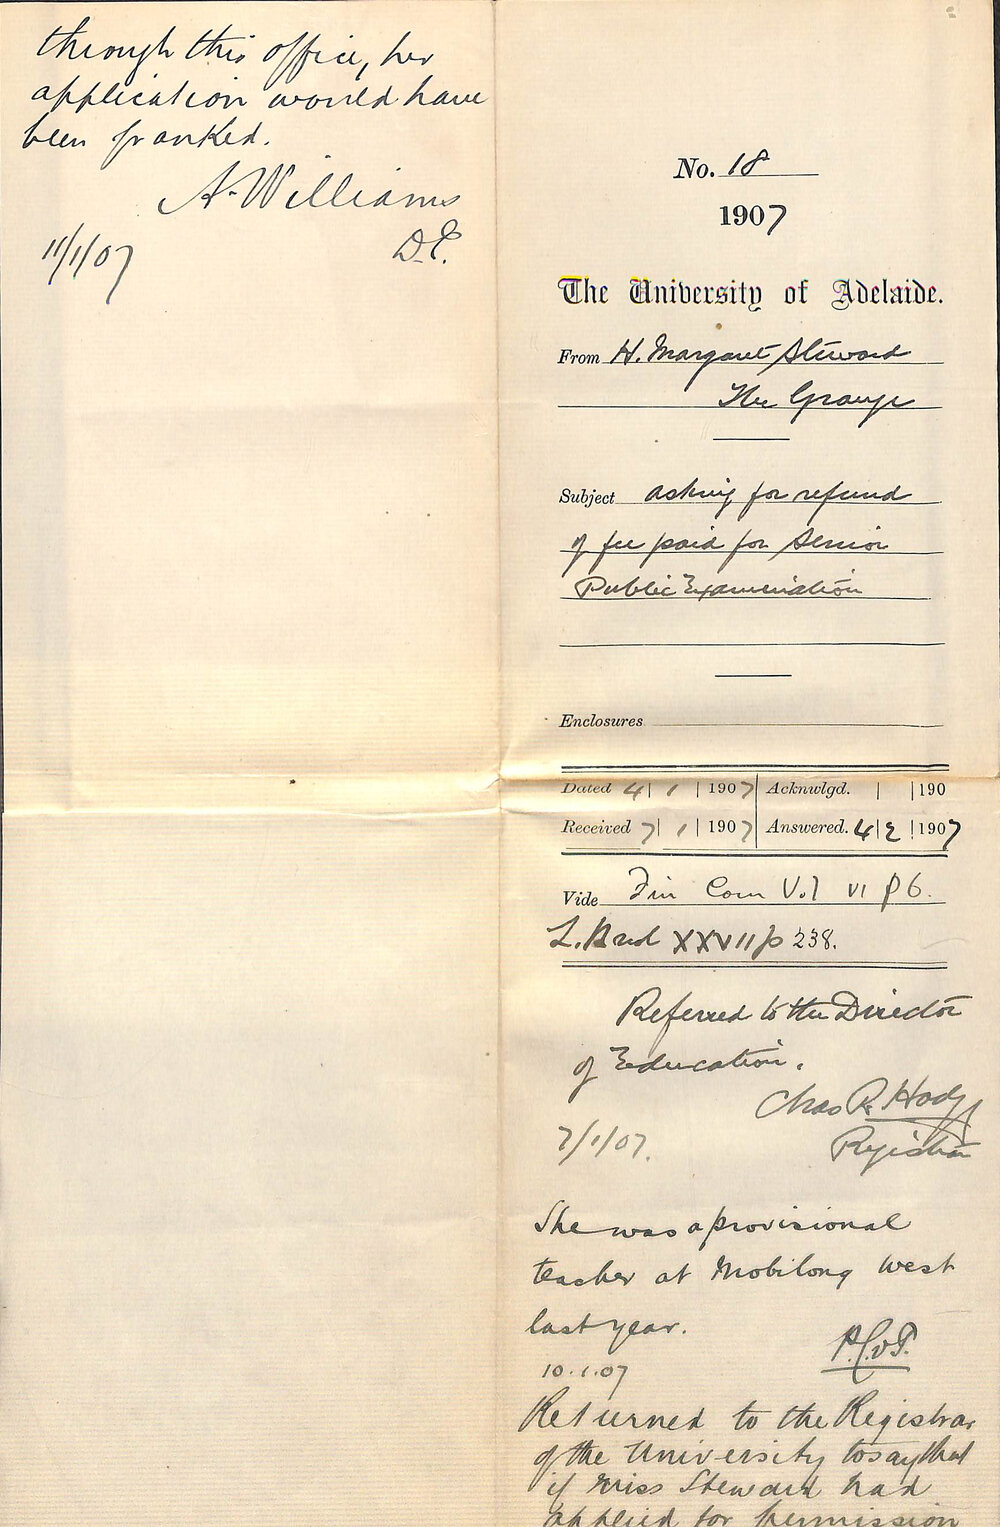 No. 18
1907
The University of Adelaide.
From H. Margaret Steward
The Grange
Subject asking for refund
of fee paid for Senior
Public Examination
Enclosures
Dated 4 | 1 | 1907 Acknwlgd. | | 190
Received 7 | 1 | 1907 Answered. 4 | 2 | 1907
Vide Fin Com Vol VI p 6.
XXVII p 238.
Referred to the Director
of Education.
Chas R. Hodge
Registrar
7/1/07.
She was a provisional
teacher at Mobilong West
last year.
10.1.07
Returned to the Registrar
of the University to say that
if Miss Steward had
applied for permission
through this office, her
application would have
been franked.
A. Williams
D.E.
11/1/07